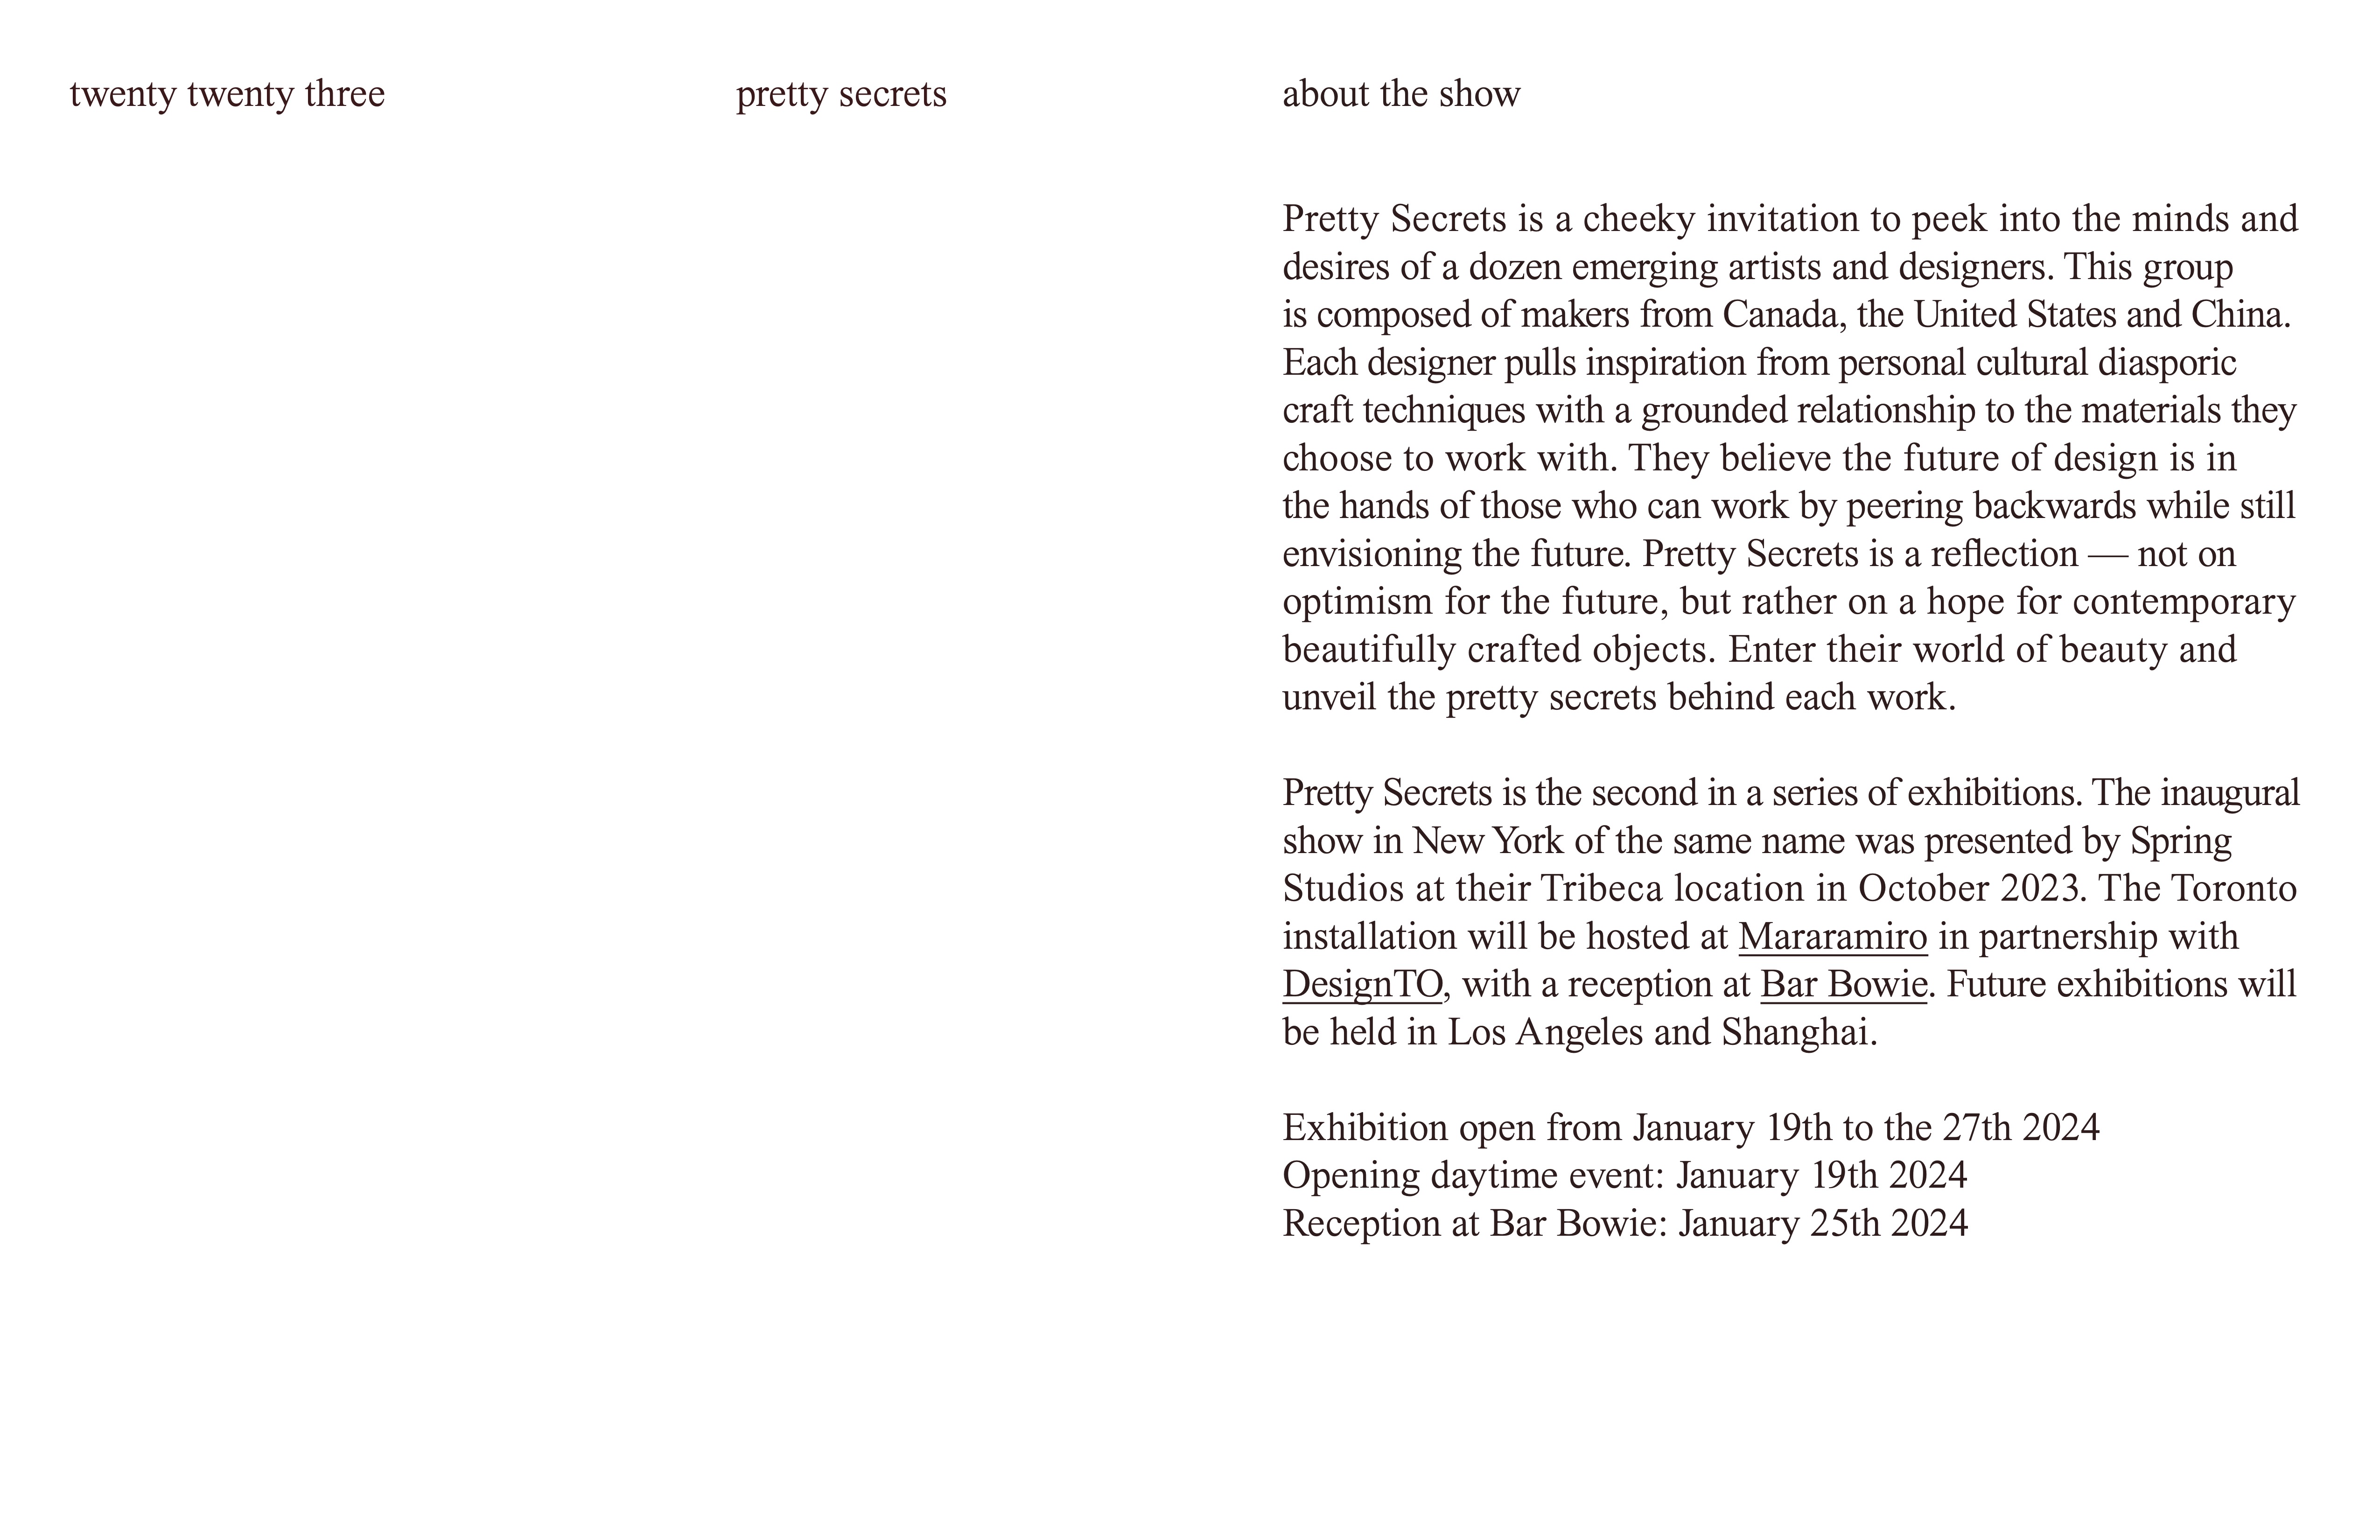 twenty twenty three
pretty secrets
about the show
Pretty Secrets is a cheeky invitation to peek into the minds and
desires of a dozen emerging artists and designers. This group
is composed of makers from Canada, the United States and China.
Each designer pulls inspiration from personal cultural diasporic
craft techniques with a grounded relationship to the materials they
choose to work with. They believe the future of design is in
the hands of those who can work by peering backwards while still
envisioning the future. Pretty Secrets is a reflection — not on
optimism for the future, but rather on a hope for contemporary
beautifully crafted objects. Enter their world of beauty and
unveil the pretty secrets behind each work.
Pretty Secrets is the second in a series of exhibitions. The inaugural
show in New York of the same name was presented by Spring
Studios at their Tribeca location in October 2023. The Toronto
installation will be hosted at Mararamiro in partnership with
DesignTO, with a reception at Bar Bowie. Future exhibitions will
be held in Los Angeles and Shanghai.
Exhibition open from January 19th to the 27th 2024
Opening daytime event: January 19th 2024
Reception at Bar Bowie: January 25th 2024